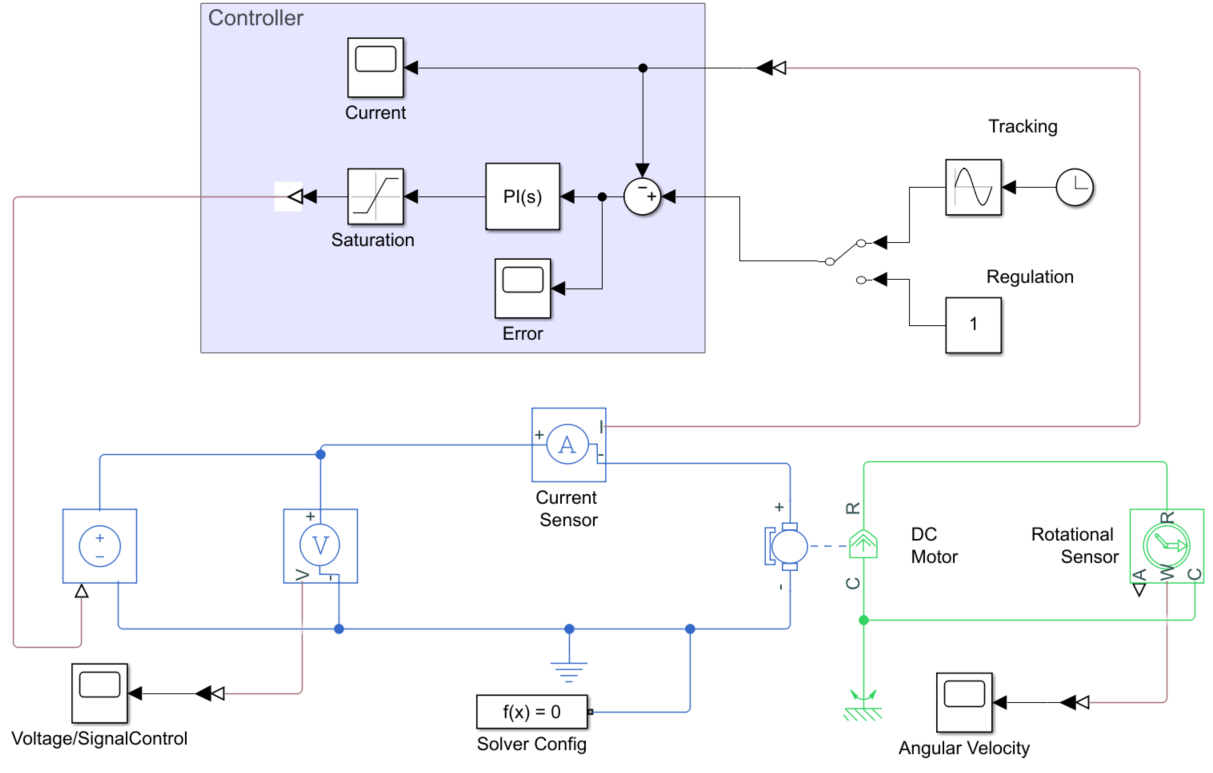 Controller
Current
Tracking
PI(s)
- +
Saturation
Regulation
Error
1
+ A I
-
Current
Sensor
+ R
R
+
-
+
V
DC
Motor
Rotational
Sensor
V -
- C
A W C
f(x) = 0
Solver Config
Voltage/SignalControl
Angular Velocity